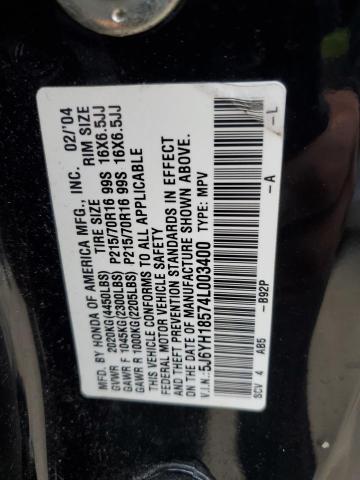 MFD. BY HONDA OF AMERICA MFG., INC. 02/'04
TIRE SIZE RIM SIZE
GVWR 2020KG(4450LBS)
GAWR F 1045KG(2300LBS) P215/70R16 99S 16X6.5JJ
GAWR R 1000KG(2205LBS) P215/70R16 99S 16X6.5JJ
THIS VEHICLE CONFORMS TO ALL APPLICABLE
FEDERAL MOTOR VEHICLE SAFETY
AND THEFT PREVENTION STANDARDS IN EFFECT
ON THE DATE OF MANUFACTURE SHOWN ABOVE.
V.I.N.:5J6YH18574L003400 TYPE: MPV
SCV 4 AB5 -B92P -A -L